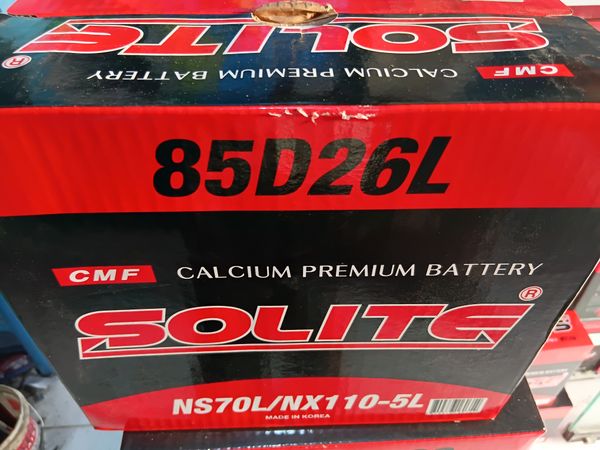 SOLITE ®
CMF CALCIUM PREMIUM BATTERY
85D26L
CMF CALCIUM PREMIUM BATTERY
SOLITE ®
NS70L/NX110-5L
MADE IN KOREA